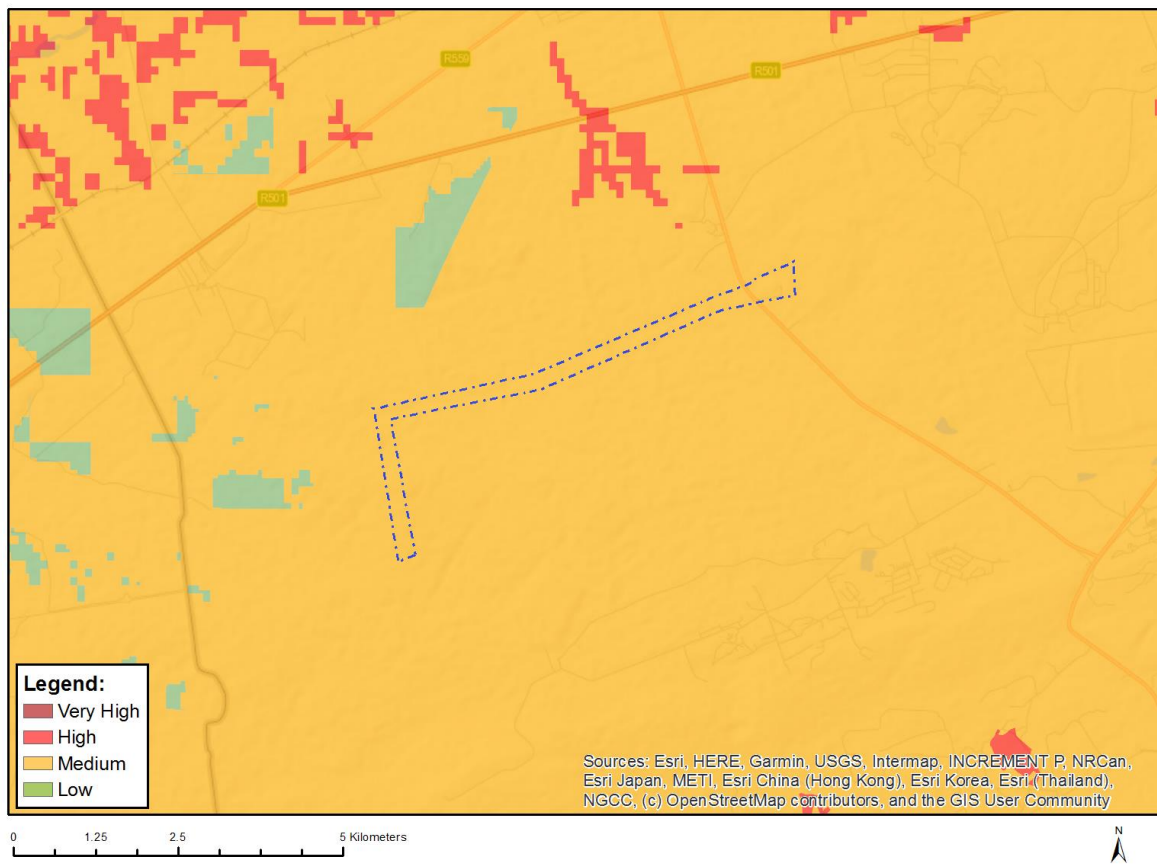 R559
R501
R501
Legend:
Very High
High
Medium
Low
Sources: Esri, HERE, Garmin, USGS, Intermap, INCREMENT P, NRCan,
Esri Japan, METI, Esri China (Hong Kong), Esri Korea, Esri (Thailand),
NGCC, (c) OpenStreetMap contributors, and the GIS User Community
0 1.25 2.5 5 Kilometers
N